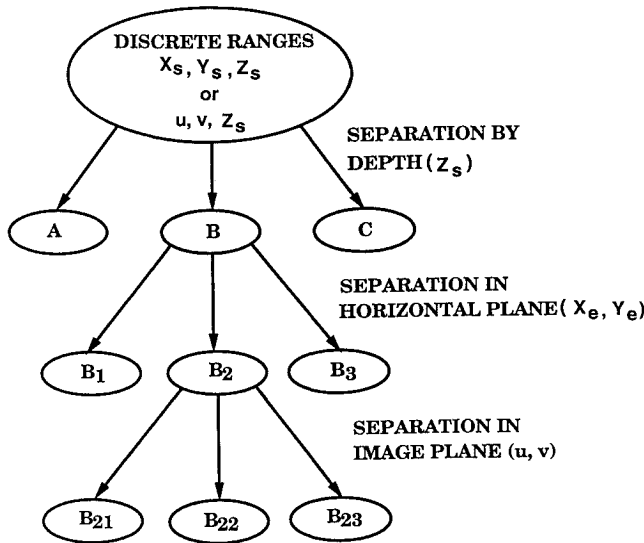 DISCRETE RANGES
Xs, Ys, Zs
or
u, v, Zs
SEPARATION BY
DEPTH (Zs)
A
B
C
SEPARATION IN
HORIZONTAL PLANE (Xe, Ye)
B1
B2
B3
SEPARATION IN
IMAGE PLANE (u, v)
B21
B22
B23